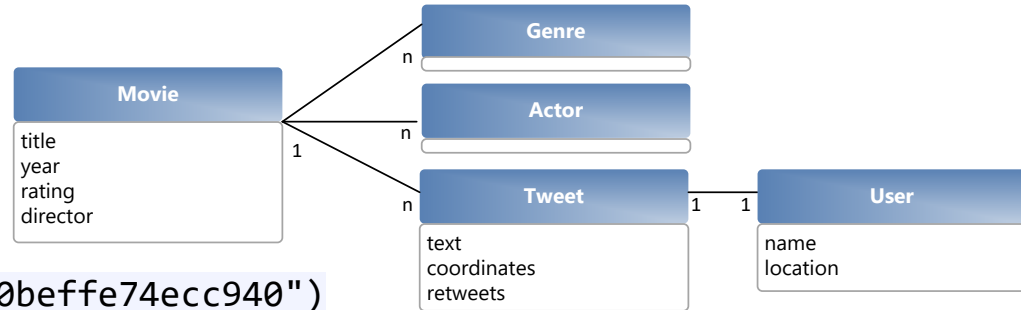 Genre
n
Movie
title
year
rating
director
1
Actor
n
Tweet
n
text
coordinates
retweets
1 1
User
name
location
0beffe74ecc940")